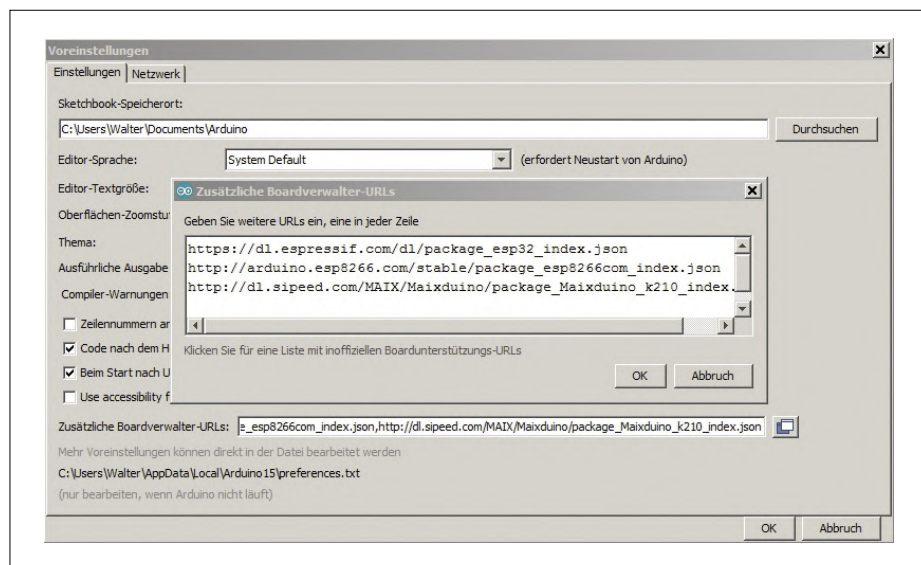 Voreinstellungen
Einstellungen Netzwerk
Sketchbook-Speicherort:
C:\Users\Walter\Documents\Arduino Durchsuchen
Editor-Sprache: System Default (erfordert Neustart von Arduino)
Editor-Textgröße:
Oberflächen-Zoomstu
Thema:
Ausführliche Ausgabe
Compiler-Warnungen
Zeilennummern an
Code nach dem H
Beim Start nach U
Use accessibility f
Zusätzliche Boardverwalter-URLs
Geben Sie weitere URLs ein, eine in jeder Zeile
https://dl.espressif.com/dl/package_esp32_index.json
http://arduino.esp8266.com/stable/package_esp8266com_index.json
http://dl.sipeed.com/MAIX/Maixduino/package_Maixduino_k210_index.
Klicken Sie für eine Liste mit inoffiziellen Boardunterstützungs-URLs
OK Abbruch
Zusätzliche Boardverwalter-URLs: e_esp8266com_index.json,http://dl.sipeed.com/MAIX/Maixduino/package_Maixduino_k210_index.json
Mehr Voreinstellungen können direkt in der Datei bearbeitet werden
C:\Users\Walter\AppData\Local\Arduino15\preferences.txt
(nur bearbeiten, wenn Arduino nicht läuft)
OK Abbruch